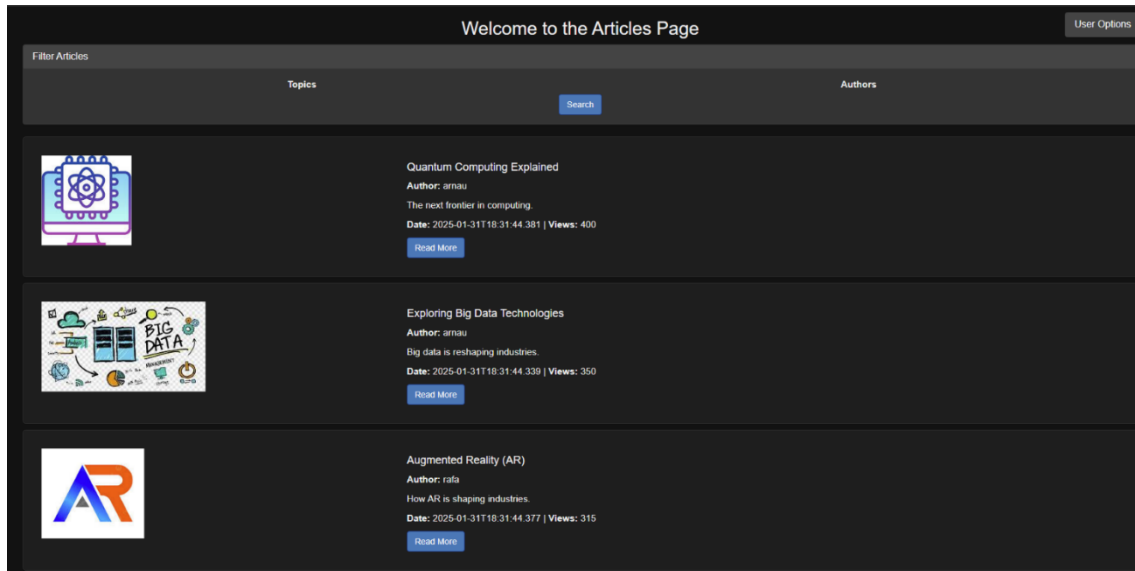 Welcome to the Articles Page
User Options
Filter Articles
Topics
Authors
Search
Quantum Computing Explained
Author: arnau
The next frontier in computing.
Date: 2025-01-31T18:31:44.381 | Views: 400
Read More
BIG
DATA
MANAGEMENT
Exploring Big Data Technologies
Author: arnau
Big data is reshaping industries.
Date: 2025-01-31T18:31:44.339 | Views: 350
Read More
AR
Augmented Reality (AR)
Author: rafa
How AR is shaping industries.
Date: 2025-01-31T18:31:44.377 | Views: 315
Read More